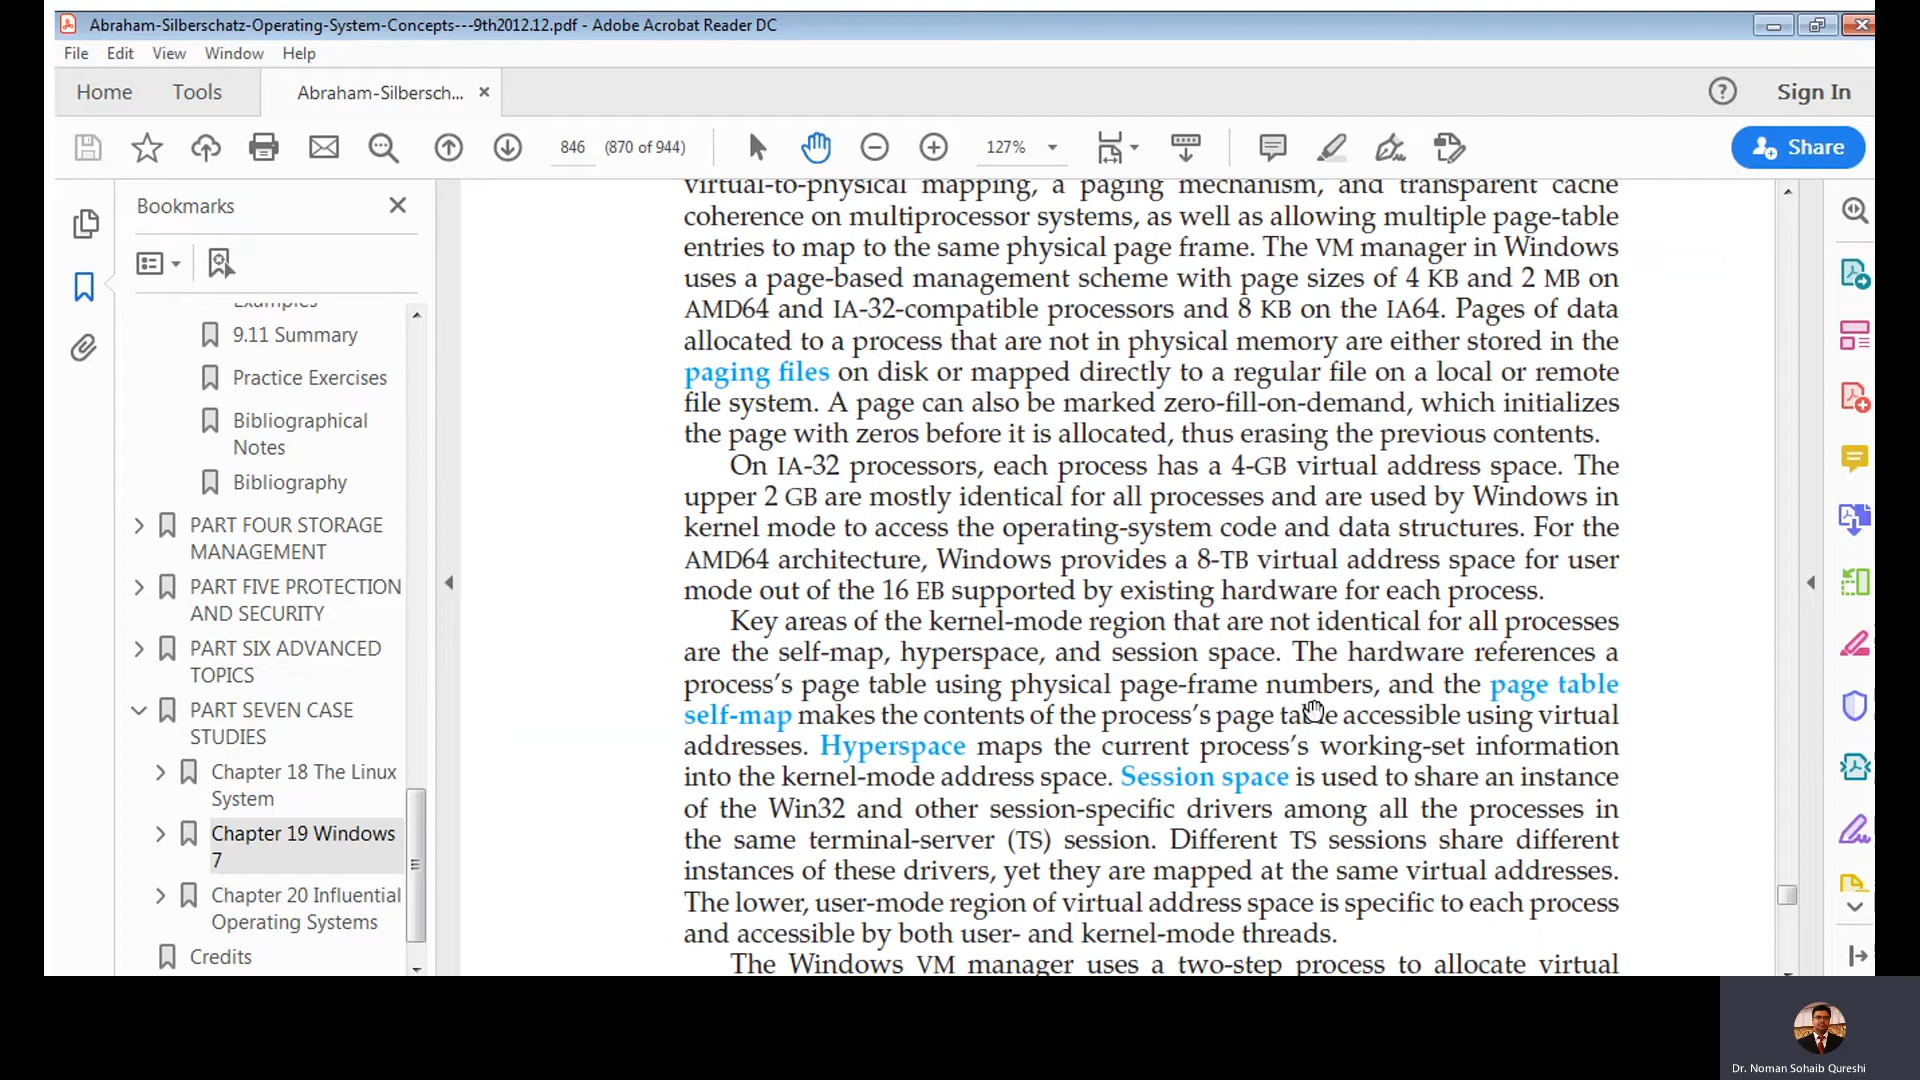 Abraham-Silberschatz-Operating-System-Concepts---9th2012.12.pdf - Adobe Acrobat Reader DC
File Edit View Window Help
Home Tools Abraham-Silbersch... Sign In
846 (870 of 944) 127% Share
Bookmarks
Examples
9.11 Summary
Practice Exercises
Bibliographical
Notes
Bibliography
PART FOUR STORAGE
MANAGEMENT
PART FIVE PROTECTION
AND SECURITY
PART SIX ADVANCED
TOPICS
PART SEVEN CASE
STUDIES
Chapter 18 The Linux
System
Chapter 19 Windows
7
Chapter 20 Influential
Operating Systems
Credits
virtual-to-physical mapping, a paging mechanism, and transparent cache
coherence on multiprocessor systems, as well as allowing multiple page-table
entries to map to the same physical page frame. The VM manager in Windows
uses a page-based management scheme with page sizes of 4 KB and 2 MB on
AMD64 and IA-32-compatible processors and 8 KB on the IA64. Pages of data
allocated to a process that are not in physical memory are either stored in the
paging files on disk or mapped directly to a regular file on a local or remote
file system. A page can also be marked zero-fill-on-demand, which initializes
the page with zeros before it is allocated, thus erasing the previous contents.
On IA-32 processors, each process has a 4-GB virtual address space. The
upper 2 GB are mostly identical for all processes and are used by Windows in
kernel mode to access the operating-system code and data structures. For the
AMD64 architecture, Windows provides a 8-TB virtual address space for user
mode out of the 16 EB supported by existing hardware for each process.
Key areas of the kernel-mode region that are not identical for all processes
are the self-map, hyperspace, and session space. The hardware references a
process's page table using physical page-frame numbers, and the page table
self-map makes the contents of the process's page table accessible using virtual
addresses. Hyperspace maps the current process's working-set information
into the kernel-mode address space. Session space is used to share an instance
of the Win32 and other session-specific drivers among all the processes in
the same terminal-server (TS) session. Different TS sessions share different
instances of these drivers, yet they are mapped at the same virtual addresses.
The lower, user-mode region of virtual address space is specific to each process
and accessible by both user- and kernel-mode threads.
The Windows VM manager uses a two-step process to allocate virtual
Dr. Noman Sohaib Qureshi